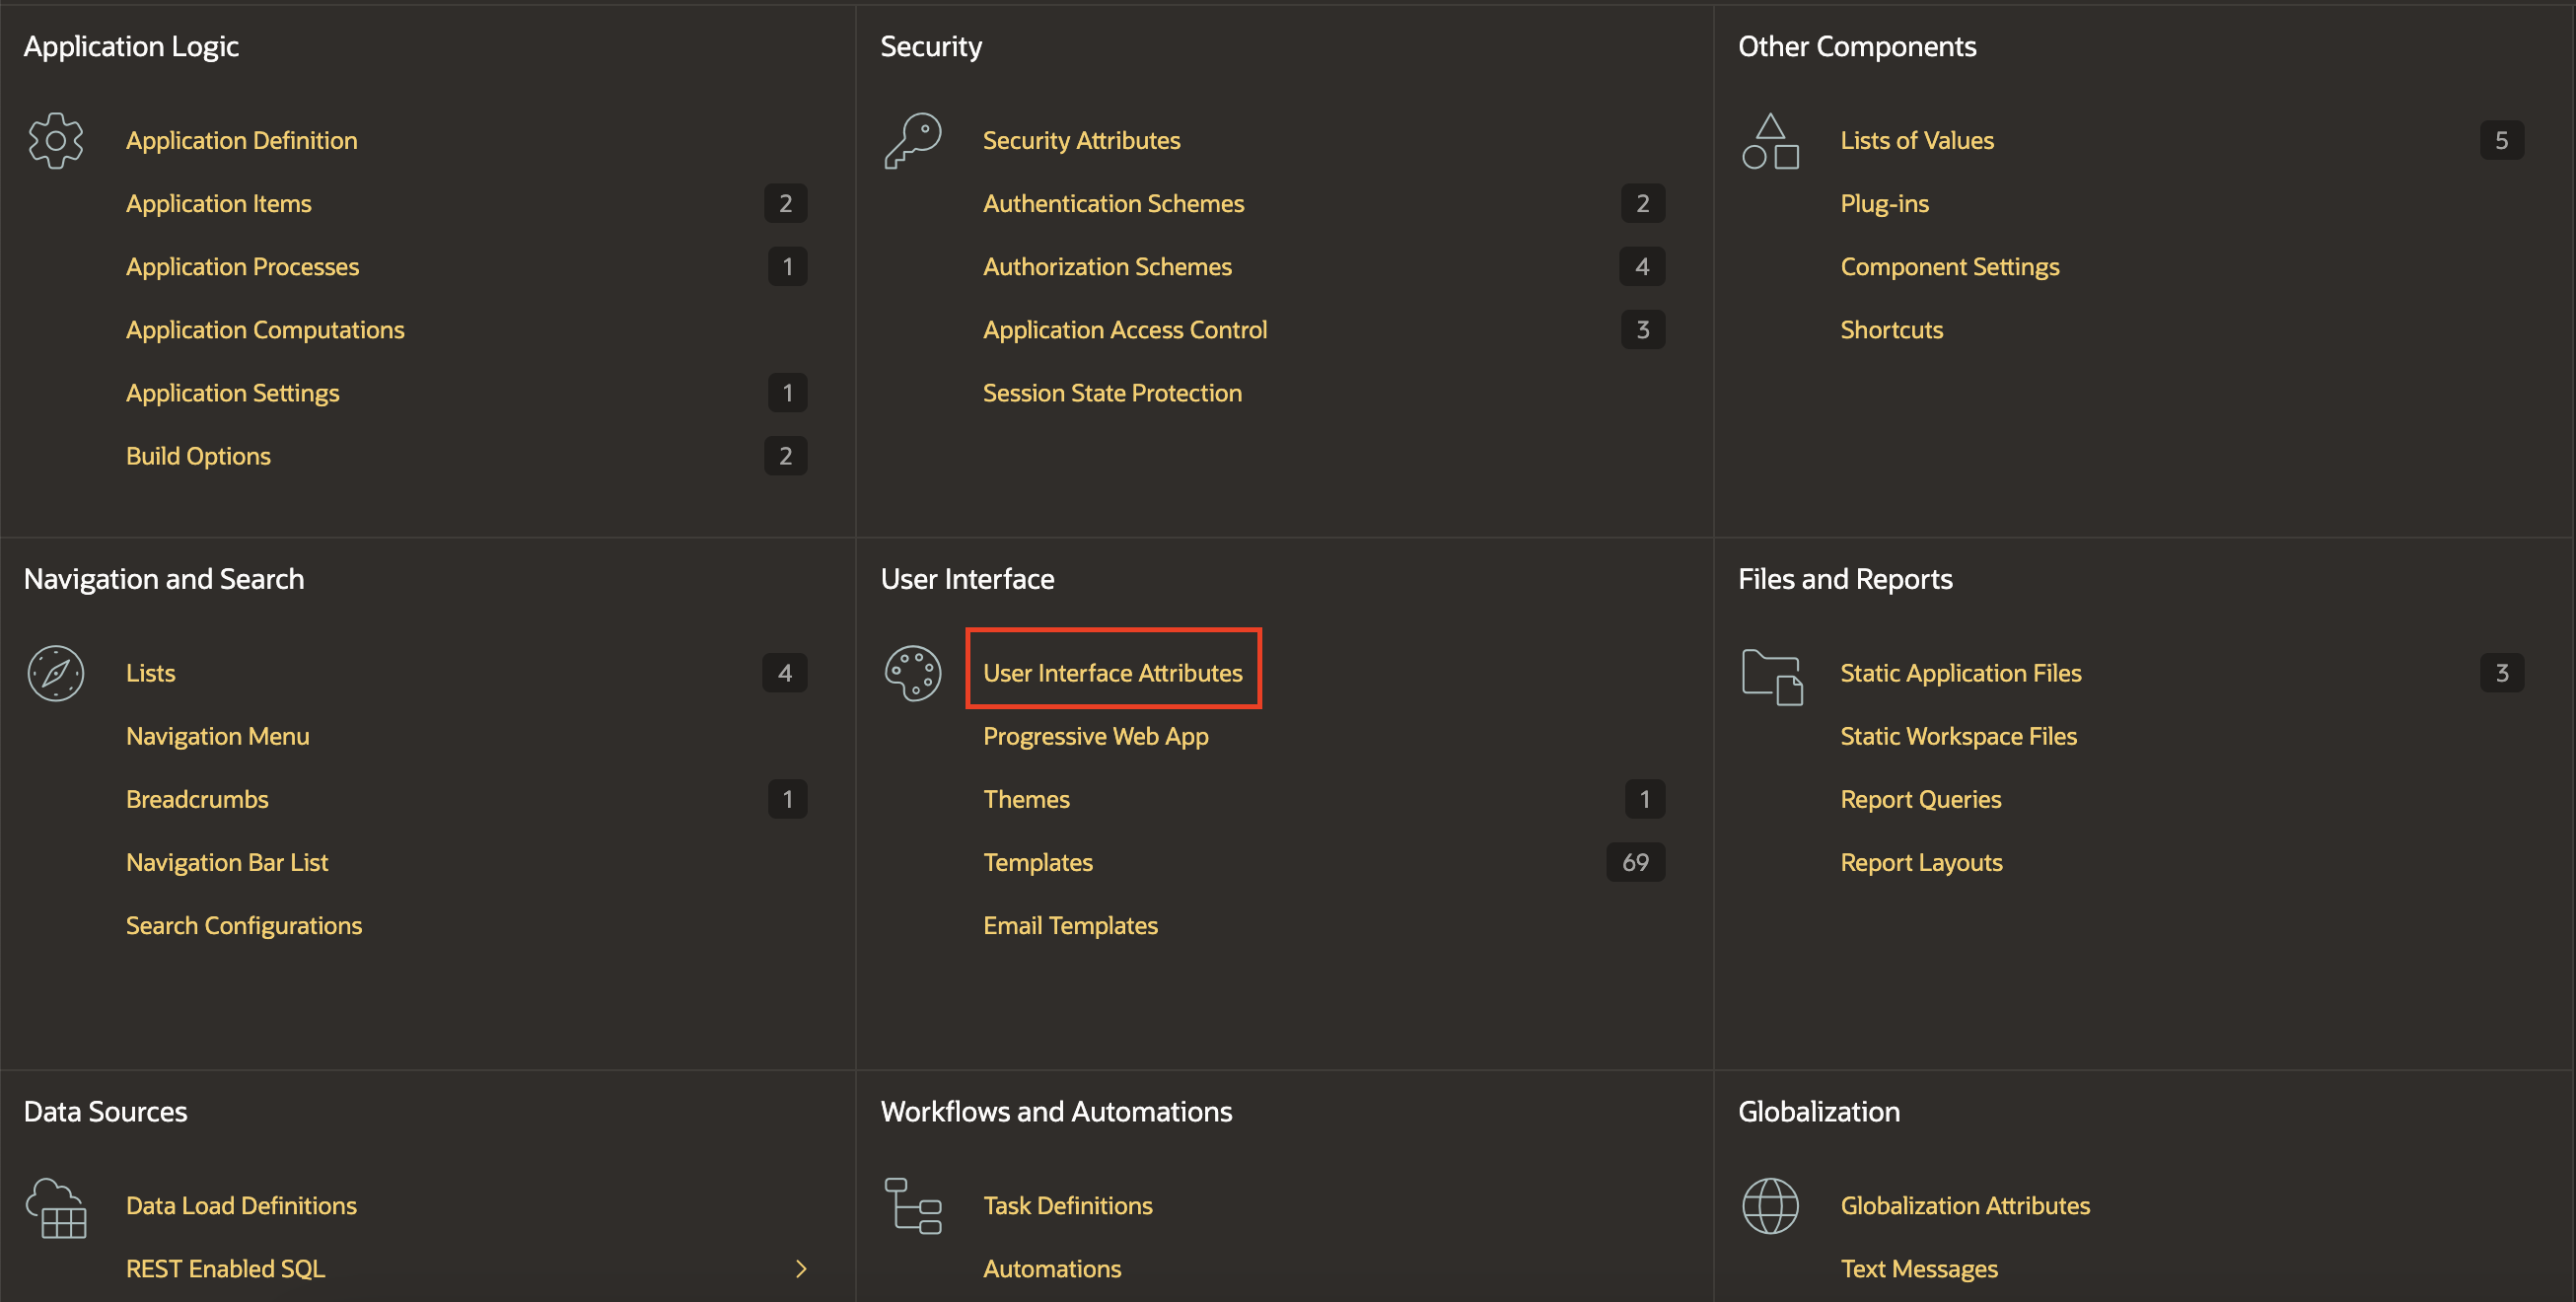 Application Logic
Application Definition
Application Items 2
Application Processes 1
Application Computations
Application Settings 1
Build Options 2
Security
Security Attributes
Authentication Schemes 2
Authorization Schemes 4
Application Access Control 3
Session State Protection
Other Components
Lists of Values 5
Plug-ins
Component Settings
Shortcuts
Navigation and Search
Lists 4
Navigation Menu
Breadcrumbs 1
Navigation Bar List
Search Configurations
User Interface
User Interface Attributes
Progressive Web App
Themes 1
Templates 69
Email Templates
Files and Reports
Static Application Files 3
Static Workspace Files
Report Queries
Report Layouts
Data Sources
Data Load Definitions
REST Enabled SQL
Workflows and Automations
Task Definitions
Automations
Globalization
Globalization Attributes
Text Messages